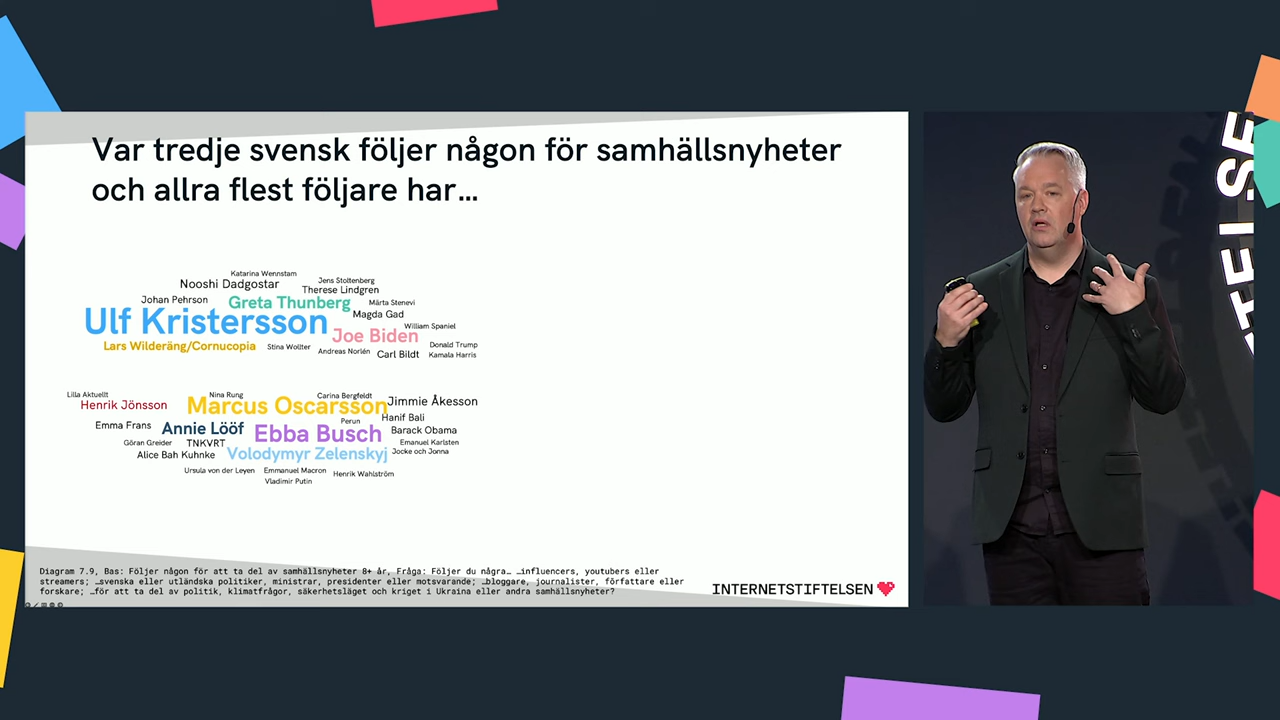 Var tredje svensk följer någon för samhällsnyheter
och allra flest följare har…
Katarina Wennstam
Nooshi Dadgostar
Jens Stoltenberg
Therese Lindgren
Johan Pehrson
Greta Thunberg
Märta Stenevi
Magda Gad
Ulf Kristersson
William Spaniel
Joe Biden
Lars Wilderäng/Cornucopia
Stina Wollter
Andreas Norlén
Carl Bildt
Donald Trump
Kamala Harris
Lilla Aktuellt
Nina Rung
Carina Bergfeldt
Henrik Jönsson
Marcus Oscarsson
Jimmie Åkesson
Hanif Bali
Perun
Emma Frans
Annie Lööf
Ebba Busch
Barack Obama
Göran Greider
TNKVRT
Emanuel Karlsten
Alice Bah Kuhnke
Volodymyr Zelenskyj
Jocke och Jonna
Ursula von der Leyen
Emmanuel Macron
Henrik Wahlström
Vladimir Putin
Diagram 7.9, Bas: Följer någon för att ta del av samhällsnyheter 8+ år, Fråga: Följer du några… …influencers, youtubers eller
streamers; …svenska eller utländska politiker, ministrar, presidenter eller motsvarande; …bloggare, journalister, författare eller
forskare; …för att ta del av politik, klimatfrågor, säkerhetsläget och kriget i Ukraina eller andra samhällsnyheter?
INTERNETSTIFTELSEN
TELSE